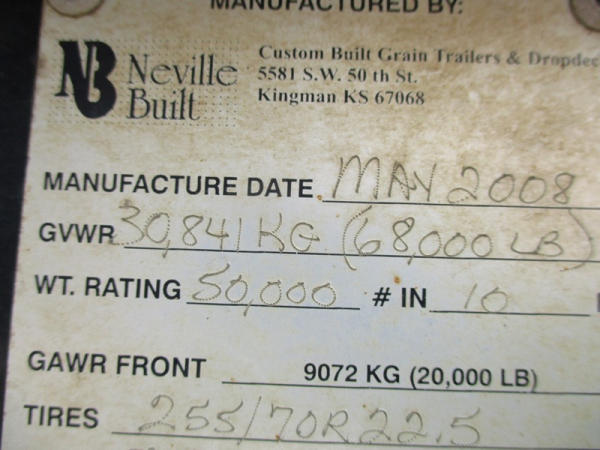 MANUFACTURED BY:
NB Neville Built
Custom Built Grain Trailers & Dropdec
5581 S.W. 50 th St.
Kingman KS 67068
MANUFACTURE DATE MAY 2008
GVWR 30,841 KG (68,000 LB)
WT. RATING 50,000 # IN 10
GAWR FRONT 9072 KG (20,000 LB)
TIRES 255/70R22.5